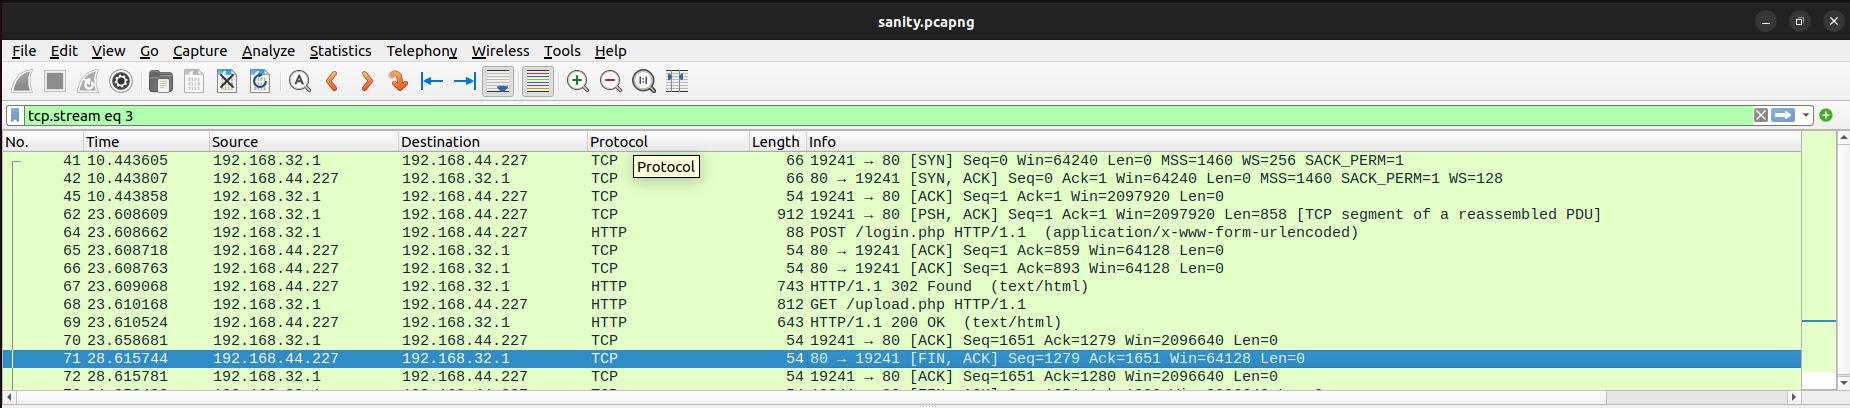 sanity.pcapng
File Edit View Go Capture Analyze Statistics Telephony Wireless Tools Help
tcp.stream eq 3
No. Time Source Destination Protocol Length Info
41 10.443605 192.168.32.1 192.168.44.227 TCP 66 19241 → 80 [SYN] Seq=0 Win=64240 Len=0 MSS=1460 WS=256 SACK_PERM=1
Protocol
42 10.443807 192.168.44.227 192.168.32.1 TCP 66 80 → 19241 [SYN, ACK] Seq=0 Ack=1 Win=64240 Len=0 MSS=1460 SACK_PERM=1 WS=128
45 10.443858 192.168.32.1 192.168.44.227 TCP 54 19241 → 80 [ACK] Seq=1 Ack=1 Win=2097920 Len=0
62 23.608609 192.168.32.1 192.168.44.227 TCP 912 19241 → 80 [PSH, ACK] Seq=1 Ack=1 Win=2097920 Len=858 [TCP segment of a reassembled PDU]
64 23.608662 192.168.32.1 192.168.44.227 HTTP 88 POST /login.php HTTP/1.1 (application/x-www-form-urlencoded)
65 23.608718 192.168.44.227 192.168.32.1 TCP 54 80 → 19241 [ACK] Seq=1 Ack=859 Win=64128 Len=0
66 23.608763 192.168.44.227 192.168.32.1 TCP 54 80 → 19241 [ACK] Seq=1 Ack=893 Win=64128 Len=0
67 23.609068 192.168.44.227 192.168.32.1 HTTP 743 HTTP/1.1 302 Found (text/html)
68 23.610168 192.168.32.1 192.168.44.227 HTTP 812 GET /upload.php HTTP/1.1
69 23.610524 192.168.44.227 192.168.32.1 HTTP 643 HTTP/1.1 200 OK (text/html)
70 23.658681 192.168.32.1 192.168.44.227 TCP 54 19241 → 80 [ACK] Seq=1651 Ack=1279 Win=2096640 Len=0
71 28.615744 192.168.44.227 192.168.32.1 TCP 54 80 → 19241 [FIN, ACK] Seq=1279 Ack=1651 Win=64128 Len=0
72 28.615781 192.168.32.1 192.168.44.227 TCP 54 19241 → 80 [ACK] Seq=1651 Ack=1280 Win=2096640 Len=0